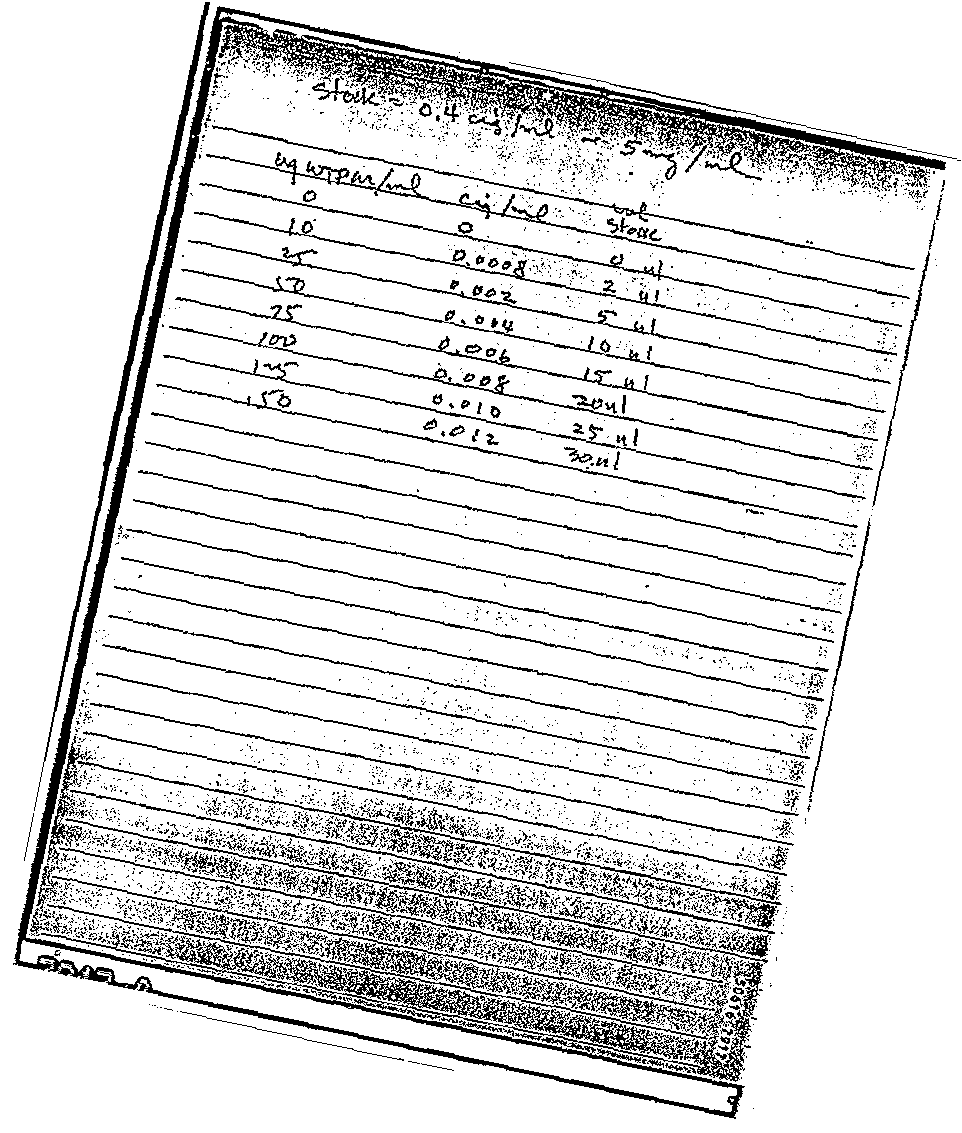 Stock = 0.4 cig/ml = 5 mg/ml
ug WTPM/ml cig/ml vol stock
0 0 0 ul
10 0.0008 2 ul
25 0.002 5 ul
50 0.004 10 ul
75 0.006 15 ul
100 0.008 20 ul
125 0.010 25 ul
150 0.012 30 ul